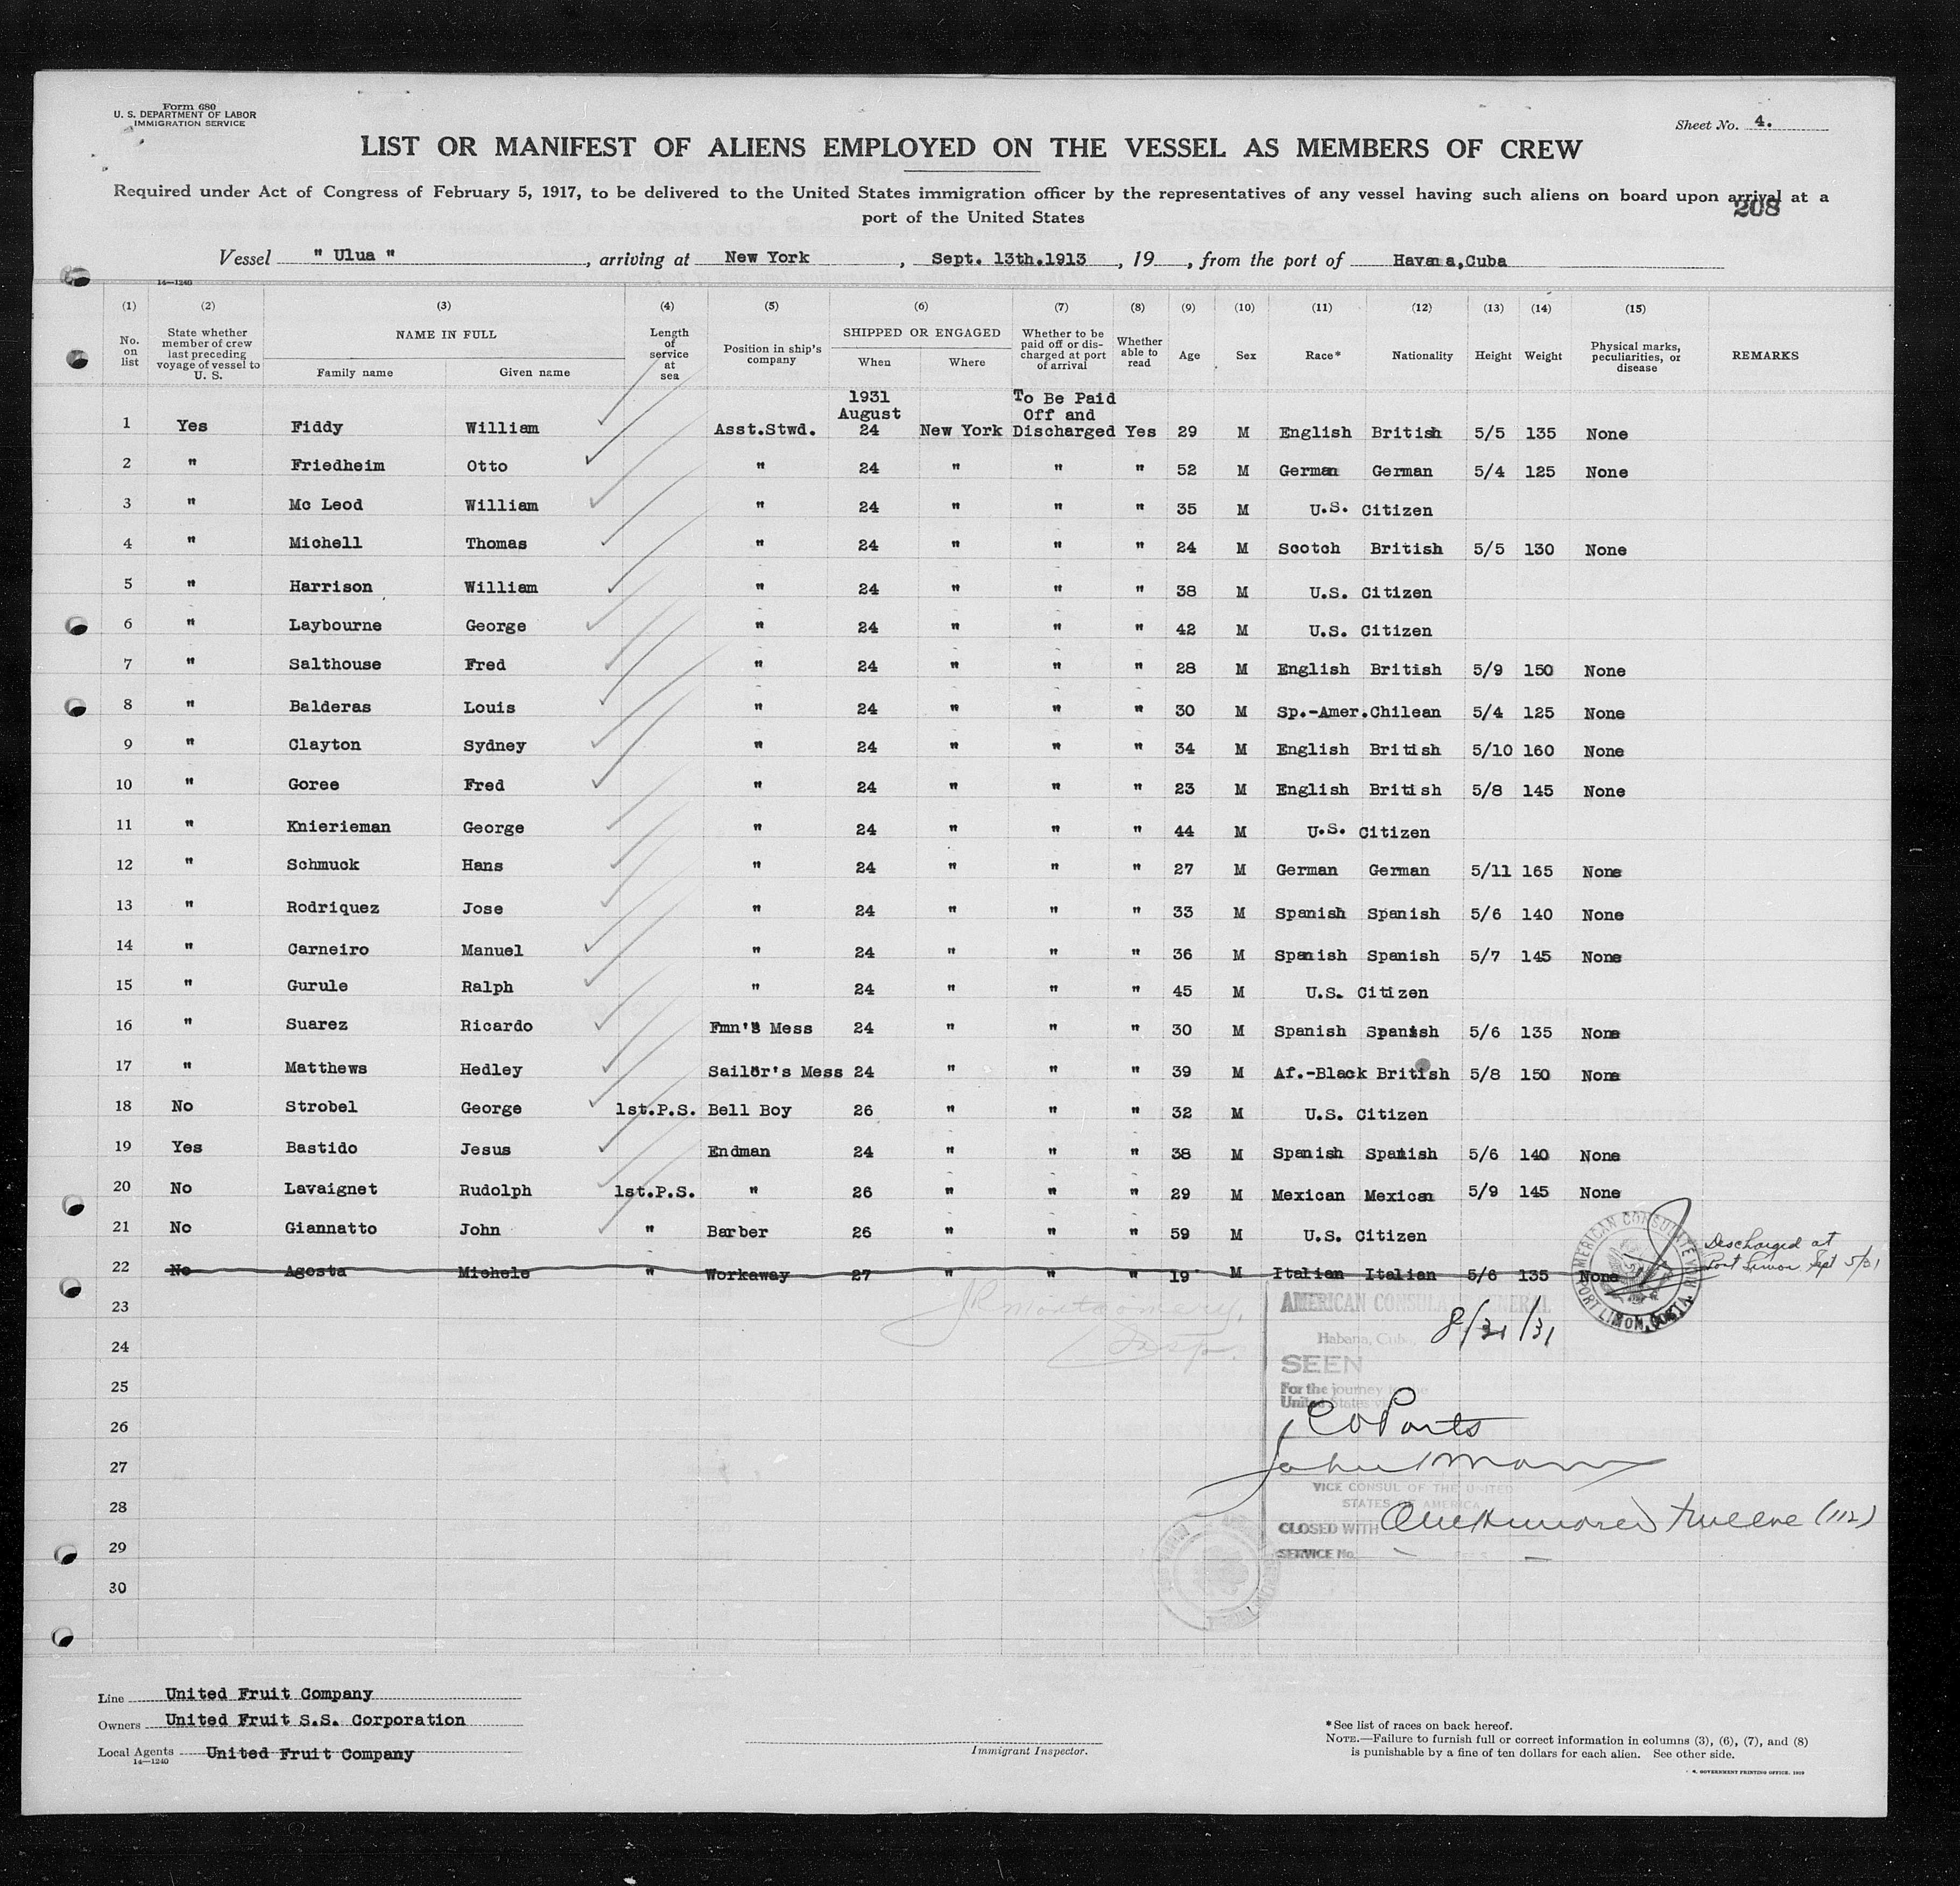 Form 680
U. S. DEPARTMENT OF LABOR
IMMIGRATION SERVICE
Sheet No. 4.
LIST OR MANIFEST OF ALIENS EMPLOYED ON THE VESSEL AS MEMBERS OF CREW
Required under Act of Congress of February 5, 1917, to be delivered to the United States immigration officer by the representatives of any vessel having such aliens on board upon arrival at a
port of the United States
208
Vessel " Ulua " , arriving at New York , Sept. 13th.1913 , 19 , from the port of Havana,Cuba
14—1240
(1) (2) (3) (4) (5) (6) (7) (8) (9) (10) (11) (12) (13) (14) (15)
No. on list
State whether member of crew last preceding voyage of vessel to U. S.
NAME IN FULL
Family name
Given name
Length of service at sea
Position in ship's company
SHIPPED OR ENGAGED
When
Where
Whether to be paid off or discharged at port of arrival
Whether able to read
Age
Sex
Race*
Nationality
Height
Weight
Physical marks, peculiarities, or disease
REMARKS
1931 To Be Paid
August Off and
1 Yes Fiddy William Asst.Stwd. 24 New York Discharged Yes 29 M English British 5/5 135 None
2 " Friedheim Otto " 24 " " " 52 M German German 5/4 125 None
3 " Mc Leod William " 24 " " " 35 M U.S. Citizen
4 " Michell Thomas " 24 " " " 24 M Scotch British 5/5 130 None
5 " Harrison William " 24 " " " 38 M U.S. Citizen
6 " Laybourne George " 24 " " " 42 M U.S. Citizen
7 " Salthouse Fred " 24 " " " 28 M English British 5/9 150 None
8 " Balderas Louis " 24 " " " 30 M Sp.-Amer. Chilean 5/4 125 None
9 " Clayton Sydney " 24 " " " 34 M English British 5/10 160 None
10 " Goree Fred " 24 " " " 23 M English British 5/8 145 None
11 " Knierieman George " 24 " " " 44 M U.S. Citizen
12 " Schmuck Hans " 24 " " " 27 M German German 5/11 165 None
13 " Rodriquez Jose " 24 " " " 33 M Spanish Spanish 5/6 140 None
14 " Carneiro Manuel " 24 " " " 36 M Spanish Spanish 5/7 145 None
15 " Gurule Ralph " 24 " " " 45 M U.S. Citizen
16 " Suarez Ricardo Fmn's Mess 24 " " " 30 M Spanish Spanish 5/6 135 None
17 " Matthews Hedley Sailor's Mess 24 " " " 39 M Af.-Black British 5/8 150 None
18 No Strobel George 1st.P.S. Bell Boy 26 " " " 32 M U.S. Citizen
19 Yes Bastido Jesus Endman 24 " " " 38 M Spanish Spanish 5/6 140 None
20 No Lavaignet Rudolph 1st.P.S. " 26 " " " 29 M Mexican Mexican 5/9 145 None
21 No Giannatto John " Barber 26 " " " 59 M U.S. Citizen
22 No Agosta Michele " Workaway 27 " " " 19 M Italian Italian 5/6 135 None Discharged at
Port Limon Sept 5/31
AMERICAN CONSULATE
PORT LIMON, COSTA
23
24
25
26
27
28
29
30
J.P. Montgomery,
Insp.
AMERICAN CONSULATE GENERAL
Habana, Cuba, 8/31/31
SEEN
For the journey to the
United States via
Ports
VICE CONSUL OF THE UNITED
STATES OF AMERICA
CLOSED WITH One hundred twelve (112)
SERVICE No.
Line United Fruit Company
Owners United Fruit S.S. Corporation
Local Agents United Fruit Company
14—1240
Immigrant Inspector.
*See list of races on back hereof.
NOTE.—Failure to furnish full or correct information in columns (3), (6), (7), and (8)
is punishable by a fine of ten dollars for each alien. See other side.
GOVERNMENT PRINTING OFFICE: 1929